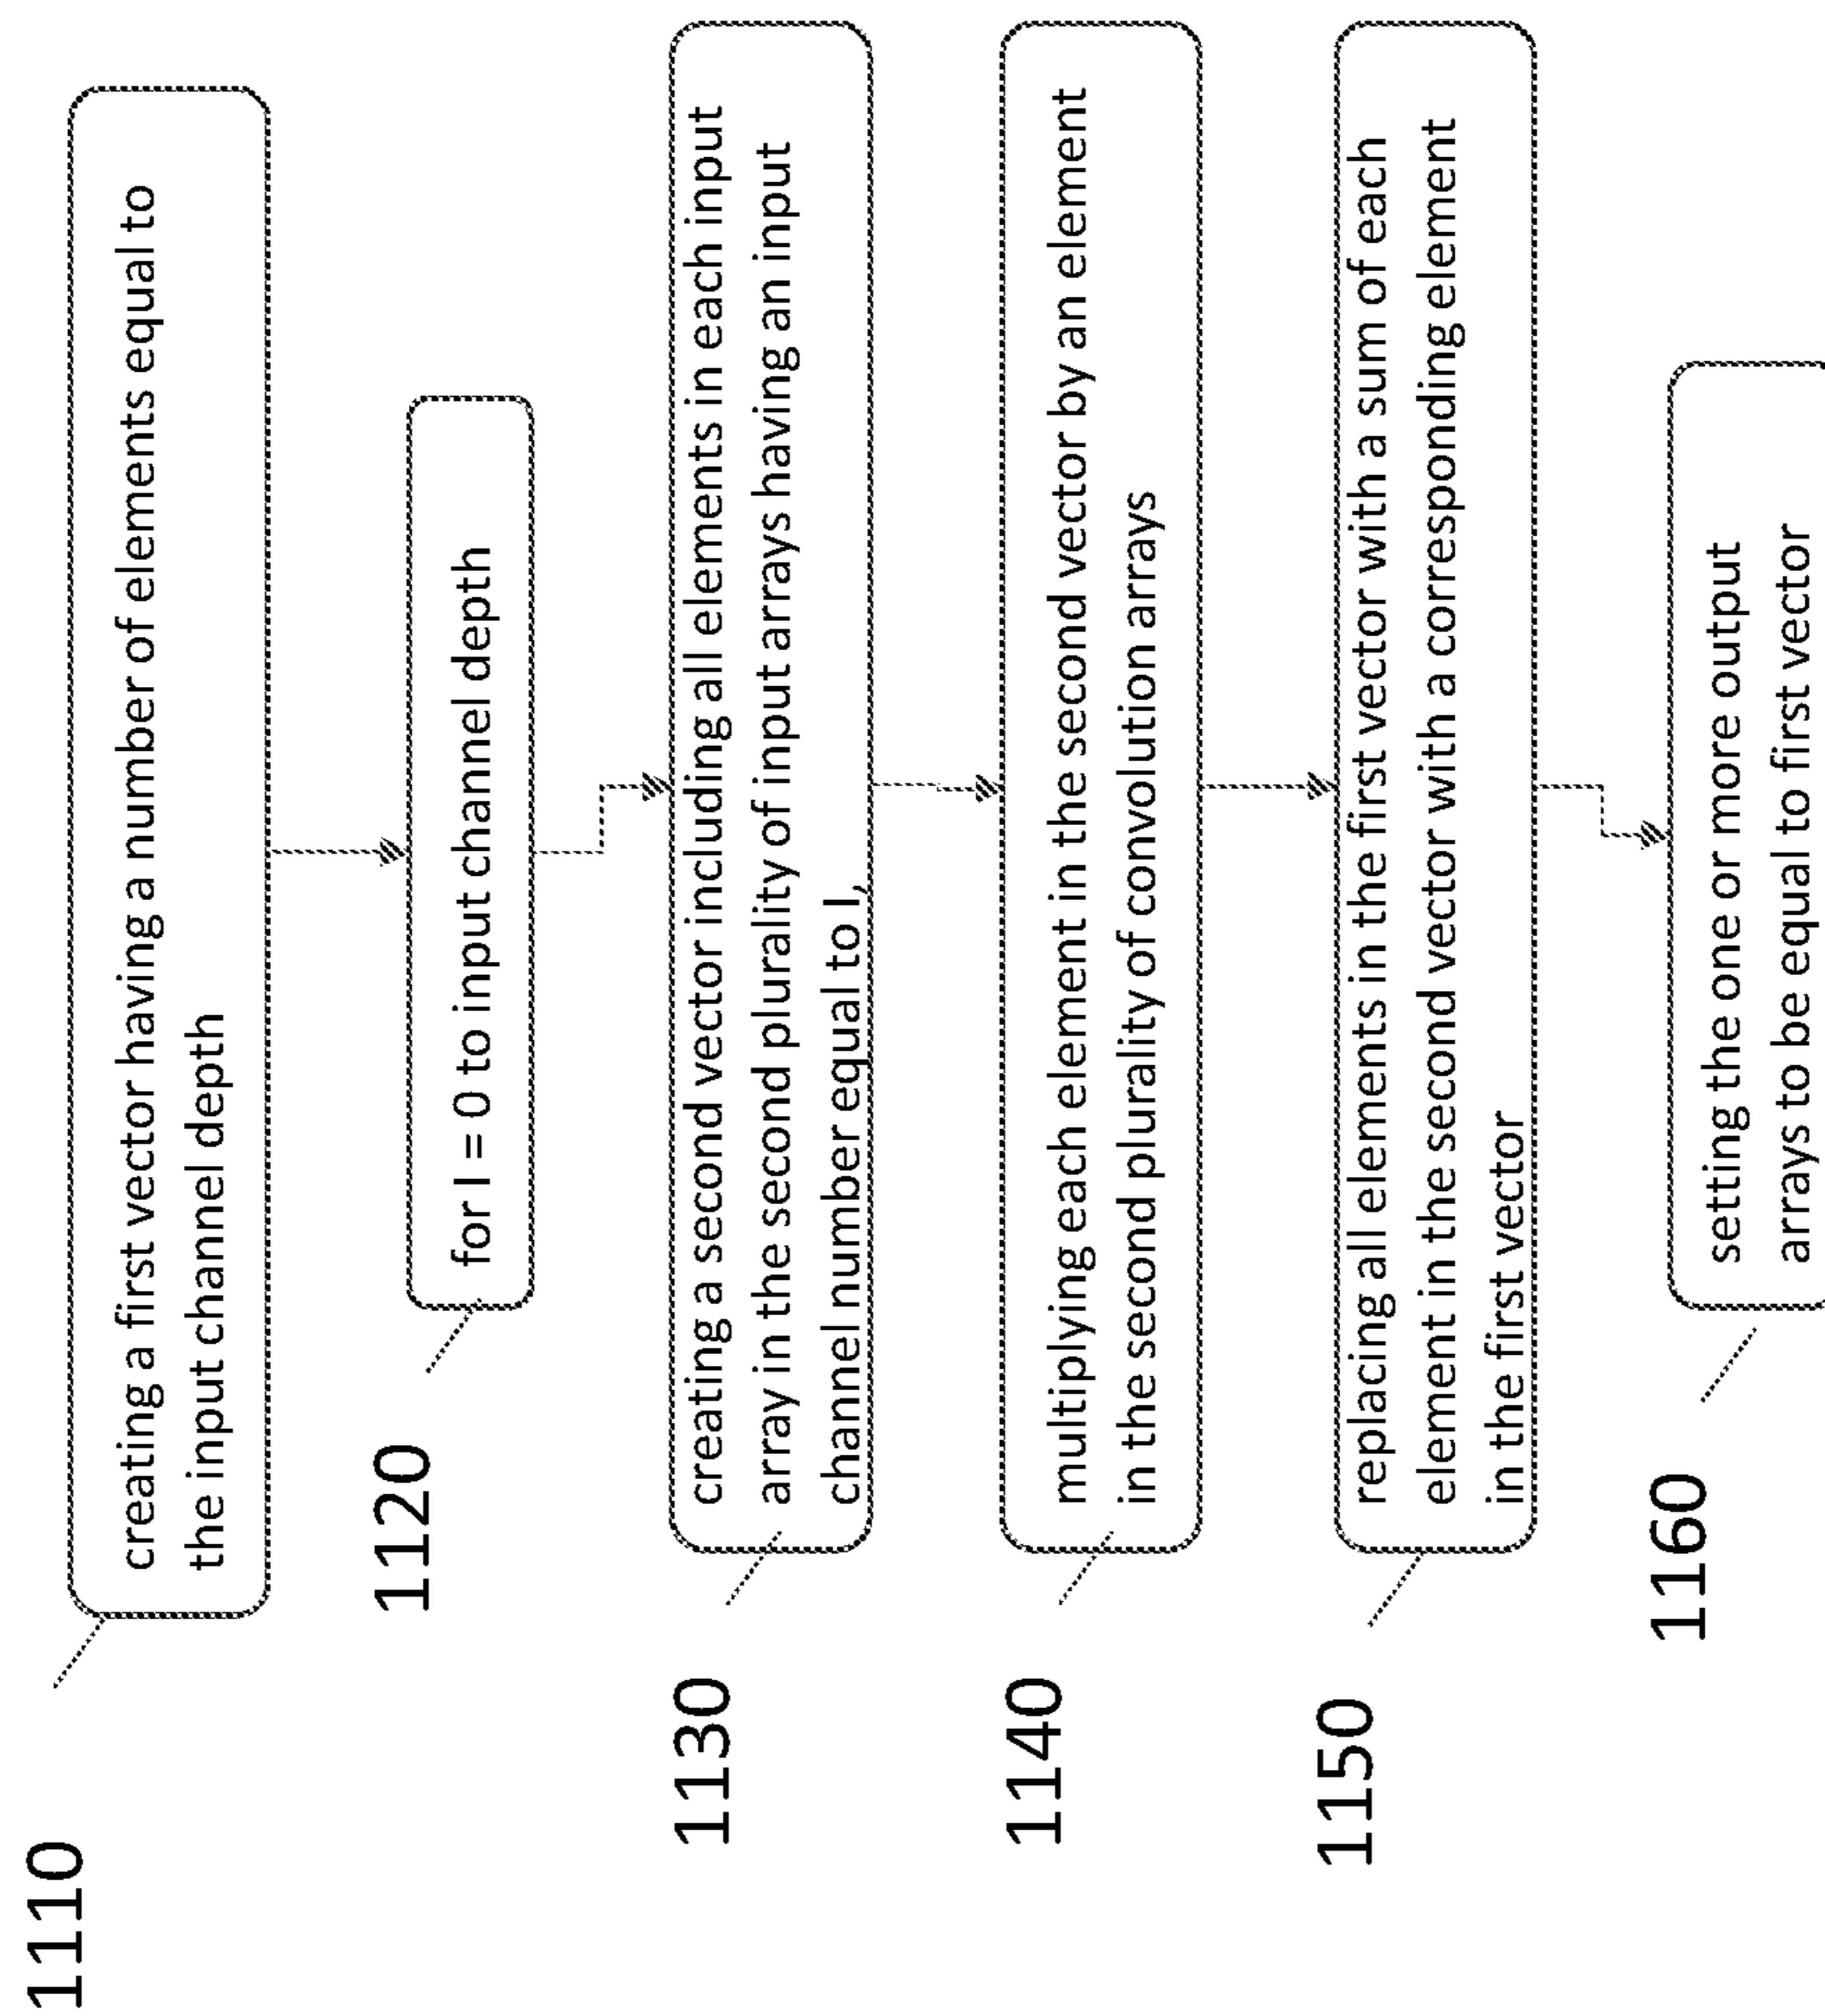 1110
creating a first vector having a number of elements equal to
the input channel depth
1120
for I = 0 to input channel depth
1130
creating a second vector including all elements in each input
array in the second plurality of input arrays having an input
channel number equal to I,
1140
multiplying each element in the second vector by an element
in the second plurality of convolution arrays
1150
replacing all elements in the first vector with a sum of each
element in the second vector with a corresponding element
in the first vector
1160
setting the one or more output
arrays to be equal to first vector